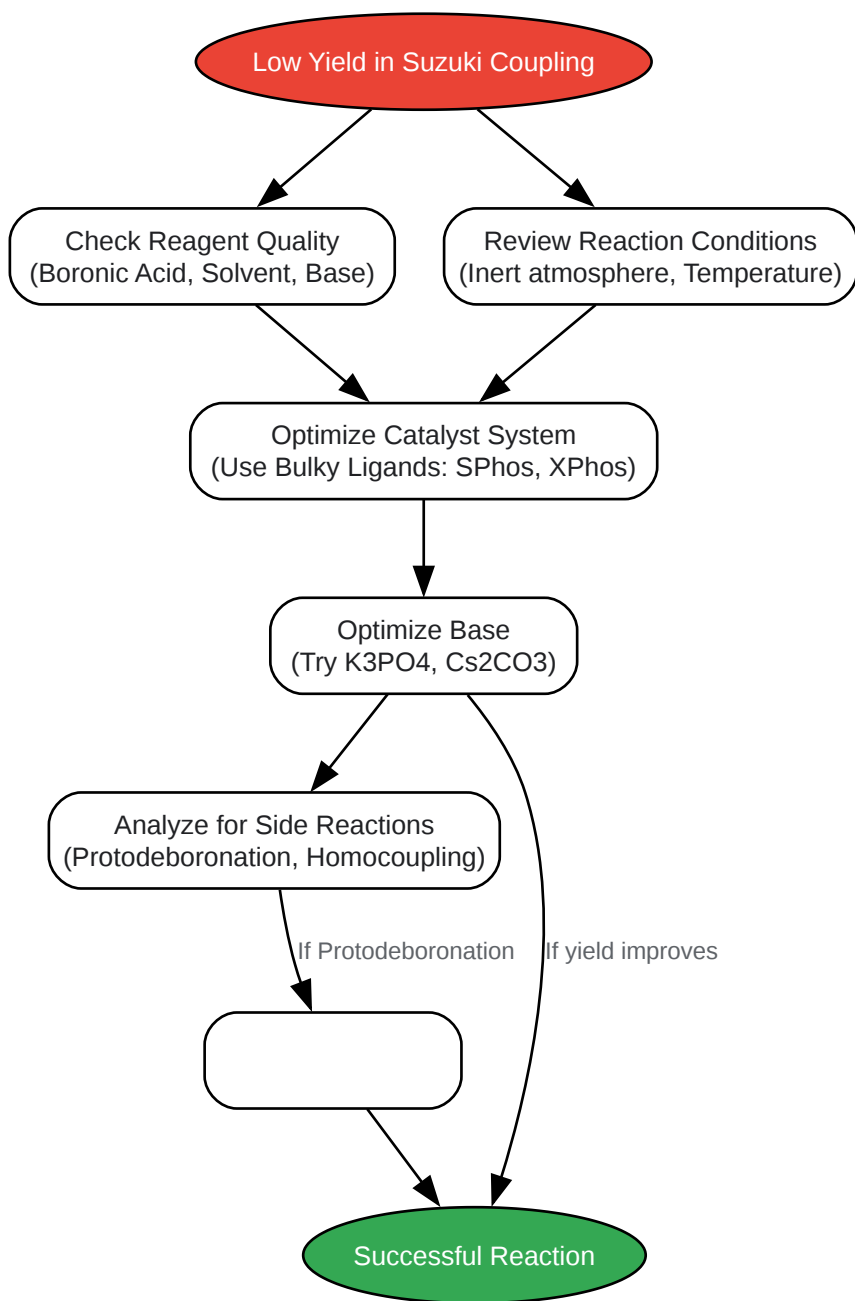 Low Yield in Suzuki Coupling
Check Reagent Quality
(Boronic Acid, Solvent, Base)
Review Reaction Conditions
(Inert atmosphere, Temperature)
Optimize Catalyst System
(Use Bulky Ligands: SPhos, XPhos)
Optimize Base
(Try K3PO4, Cs2CO3)
Analyze for Side Reactions
(Protodeboronation, Homocoupling)
If Protodeboronation
If yield improves
Successful Reaction